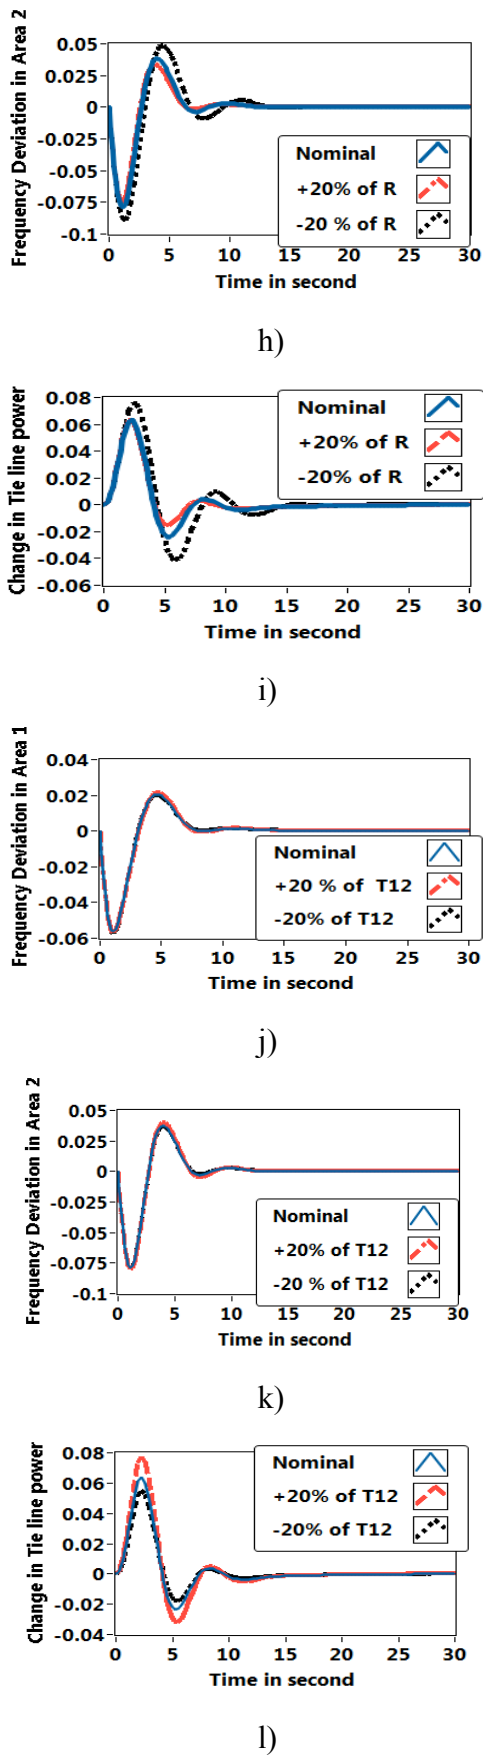 Frequency Deviation in Area 2
0.05
0.025
0
-0.025
-0.05
-0.075
-0.1
Nominal
+20% of R
-20 % of R
0 5 10 15 20 25 30
Time in second
h)
Change in Tie line power
0.08
0.06
0.04
0.02
0
-0.02
-0.04
-0.06
Nominal
+20% of R
-20% of R
0 5 10 15 20 25 30
Time in second
i)
Frequency Deviation in Area 1
0.04
0.02
0
-0.02
-0.04
-0.06
Nominal
+20 % of T12
-20% of T12
0 5 10 15 20 25 30
Time in second
j)
Frequency Deviation in Area 2
0.05
0.025
0
-0.025
-0.05
-0.075
-0.1
Nominal
+20% of T12
-20 % of T12
0 5 10 15 20 25 30
Time in second
k)
Change in Tie line power
0.08
0.06
0.04
0.02
0
-0.02
-0.04
Nominal
+20% of T12
-20% of T12
0 5 10 15 20 25 30
Time in second
l)